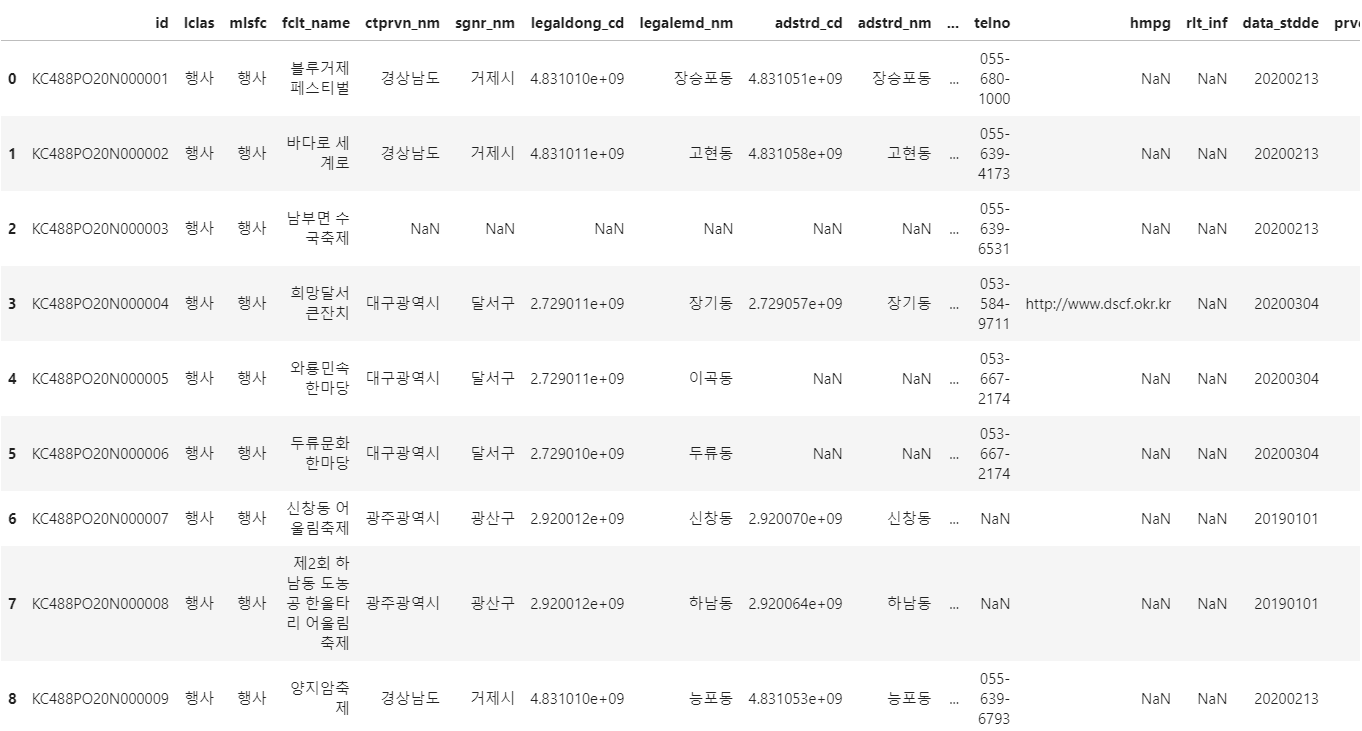 id lclas mlsfc fclt_name ctprvn_nm sgnr_nm legaldong_cd legalemd_nm adstrd_cd adstrd_nm ... telno hmpg rlt_inf data_stdde
0 KC488PO20N000001 행사 행사 블루거제 페스티벌 경상남도 거제시 4.831010e+09 장승포동 4.831051e+09 장승포동 ... 055-680-1000 NaN NaN 20200213
1 KC488PO20N000002 행사 행사 바다로 세계로 경상남도 거제시 4.831011e+09 고현동 4.831058e+09 고현동 ... 055-639-4173 NaN NaN 20200213
2 KC488PO20N000003 행사 행사 남부면 수국축제 NaN NaN NaN NaN NaN NaN ... 055-639-6531 NaN NaN 20200213
3 KC488PO20N000004 행사 행사 희망달서 큰잔치 대구광역시 달서구 2.729011e+09 장기동 2.729057e+09 장기동 ... 053-584-9711 http://www.dscf.okr.kr NaN 20200304
4 KC488PO20N000005 행사 행사 와룡민속 한마당 대구광역시 달서구 2.729011e+09 이곡동 NaN NaN ... 053-667-2174 NaN NaN 20200304
5 KC488PO20N000006 행사 행사 두류문화 한마당 대구광역시 달서구 2.729010e+09 두류동 NaN NaN ... 053-667-2174 NaN NaN 20200304
6 KC488PO20N000007 행사 행사 신창동 어울림축제 광주광역시 광산구 2.920012e+09 신창동 2.920070e+09 신창동 ... NaN NaN NaN 20190101
7 KC488PO20N000008 행사 행사 제2회 하남동 도농공 한울타리 어울림축제 광주광역시 광산구 2.920012e+09 하남동 2.920064e+09 하남동 ... NaN NaN NaN 20190101
8 KC488PO20N000009 행사 행사 양지암축제 경상남도 거제시 4.831010e+09 능포동 4.831053e+09 능포동 ... 055-639-6793 NaN NaN 20200213